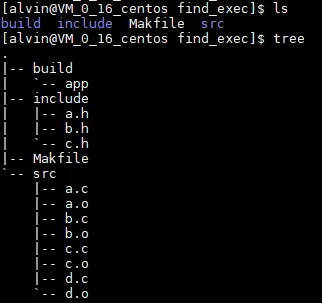 [alvin@VM_0_16_centos find_exec]$ ls
build  include  Makfile  src
[alvin@VM_0_16_centos find_exec]$ tree
.
|-- build
|   `-- app
|-- include
|   |-- a.h
|   |-- b.h
|   `-- c.h
|-- Makfile
`-- src
    |-- a.c
    |-- a.o
    |-- b.c
    |-- b.o
    |-- c.c
    |-- c.o
    |-- d.c
    `-- d.o